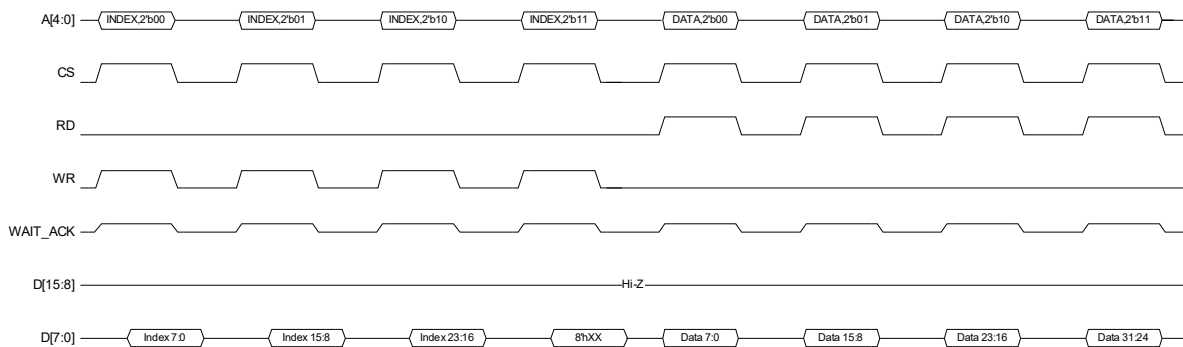 A[4:0] INDEX,2'b00 INDEX,2'b01 INDEX,2'b10 INDEX,2'b11 DATA,2'b00 DATA,2'b01 DATA,2'b10 DATA,2'b11
CS
RD
WR
WAIT_ACK
D[15:8] Hi-Z
D[7:0] Index 7:0 Index 15:8 Index 23:16 8'hXX Data 7:0 Data 15:8 Data 23:16 Data 31:24